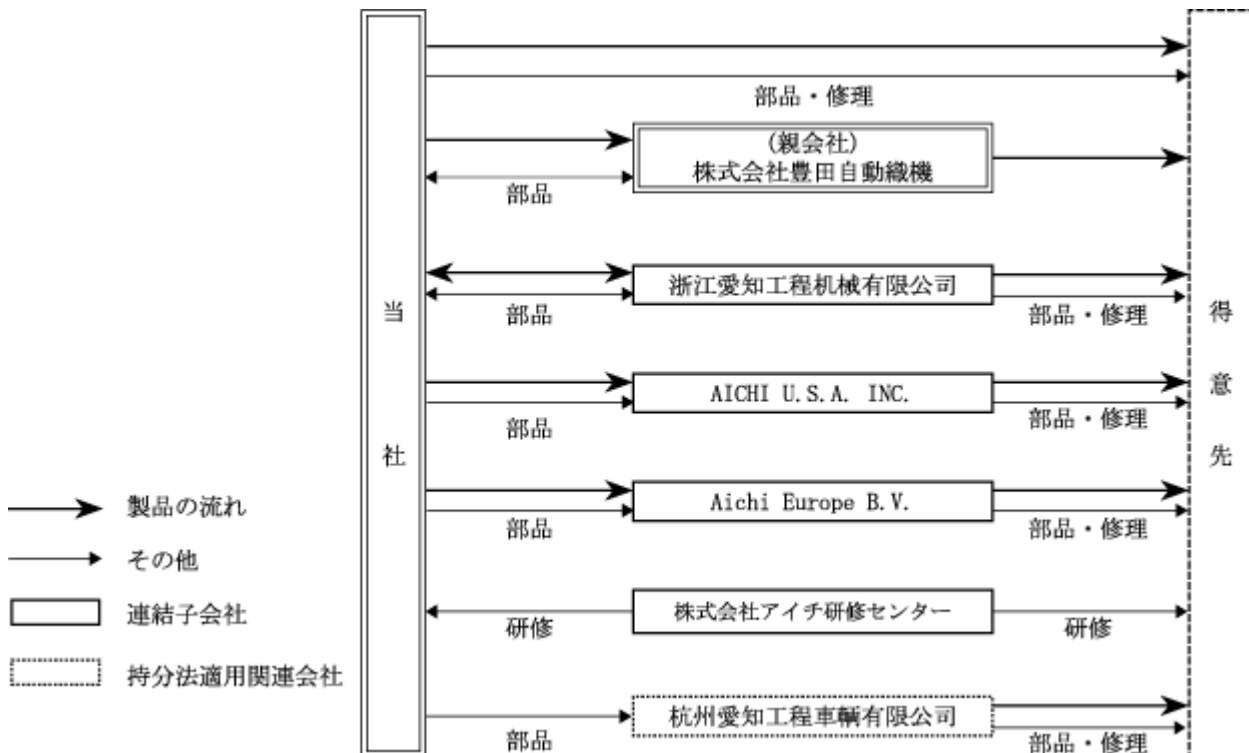 部品・修理
(親会社)
株式会社豊田自動織機
部品
浙江愛知工程机械有限公司
部品
部品・修理
当社
得意先
AICHI U.S.A. INC.
部品
部品・修理
Aichi Europe B.V.
部品
部品・修理
製品の流れ
その他
連結子会社
持分法適用関連会社
株式会社アイチ研修センター
研修
研修
杭州愛知工程車輌有限公司
部品
部品・修理